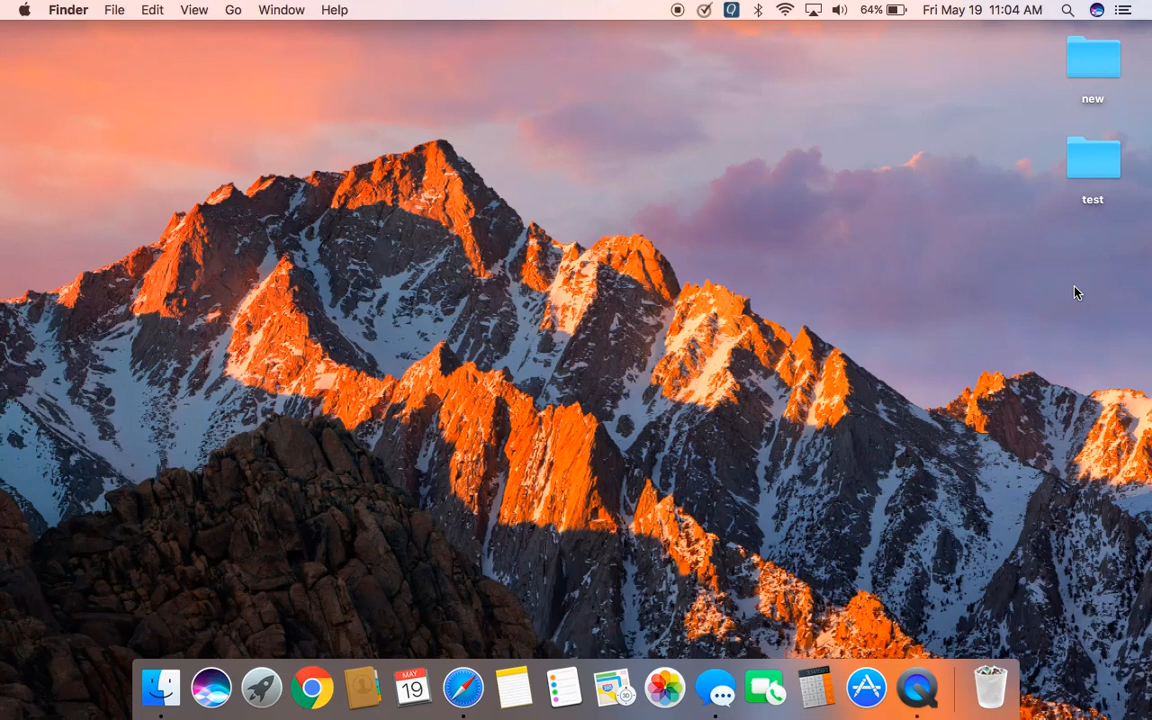 Finder File Edit View Go Window Help 64% Fri May 19 11:04 AM
new
test
MAY
19